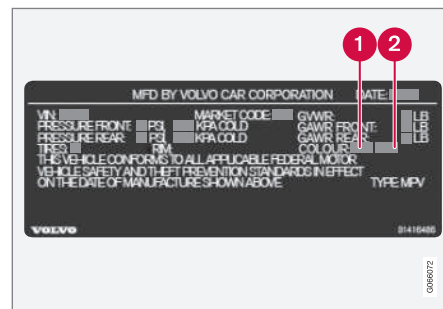 1 2
MFD BY VOLVO CAR CORPORATION DATE:
VIN: MARKET CODE: GVWR: LB
PRESSURE FRONT: PSI, KPA COLD GAWR FRONT: LB
PRESSURE REAR: PSI, KPA COLD GAWR REAR: LB
TIRES: RIM: COLOUR:
THIS VEHICLE CONFORMS TO ALL APPLICABLE FEDERAL MOTOR
VEHICLE SAFETY AND THEFT PREVENTION STANDARDS IN EFFECT
ON THE DATE OF MANUFACTURE SHOWN ABOVE. TYPE: MPV
VOLVO 31416486
G066072